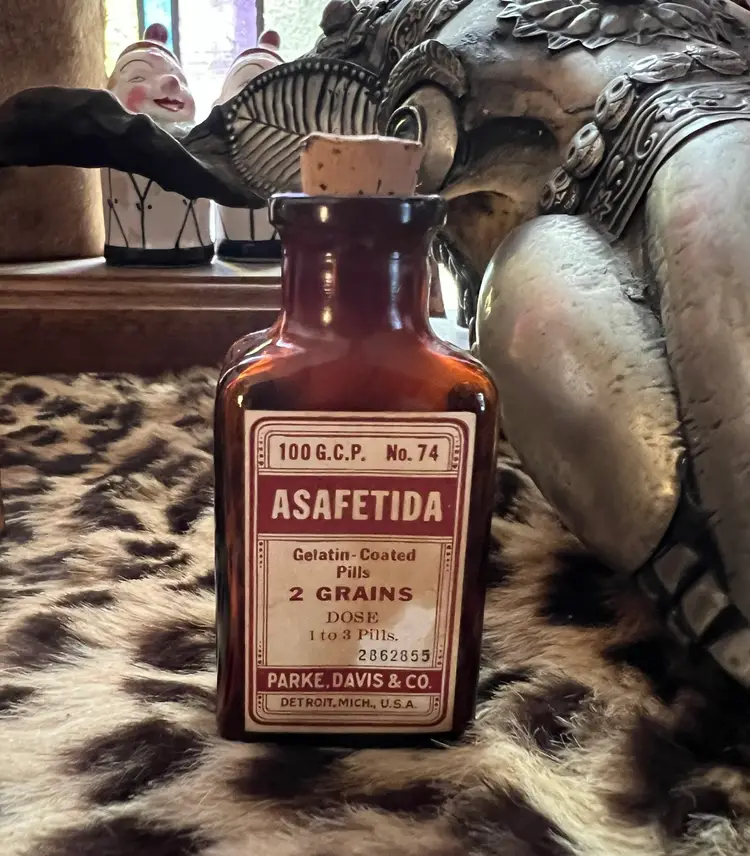 100 G.C.P. No. 74
ASAFETIDA
Gelatin-Coated
Pills
2 GRAINS
DOSE
1 to 3 Pills.
2862855
PARKE, DAVIS & CO.
DETROIT, MICH., U.S.A.